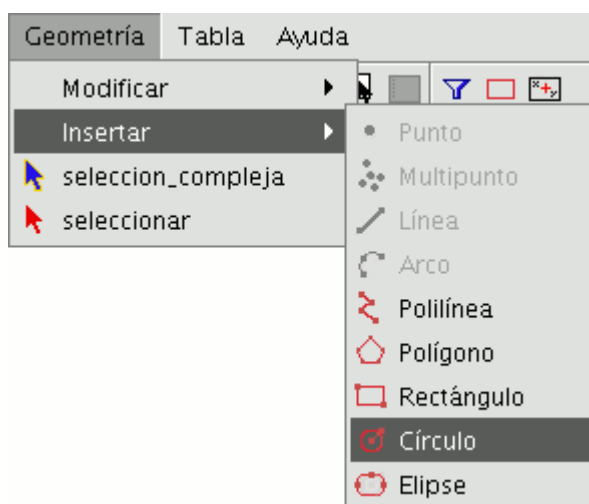 Geometría Tabla Ayuda
Modificar
Insertar
seleccion_compleja
seleccionar
Punto
Multipunto
Línea
Arco
Polilínea
Polígono
Rectángulo
Círculo
Elipse